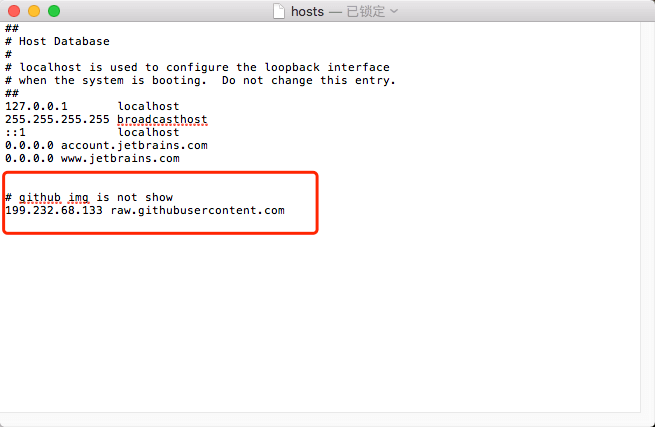 hosts — 已锁定
##
# Host Database
#
# localhost is used to configure the loopback interface
# when the system is booting.  Do not change this entry.
##
127.0.0.1       localhost
255.255.255.255 broadcasthost
::1             localhost
0.0.0.0 account.jetbrains.com
0.0.0.0 www.jetbrains.com
# github img is not show
199.232.68.133 raw.githubusercontent.com